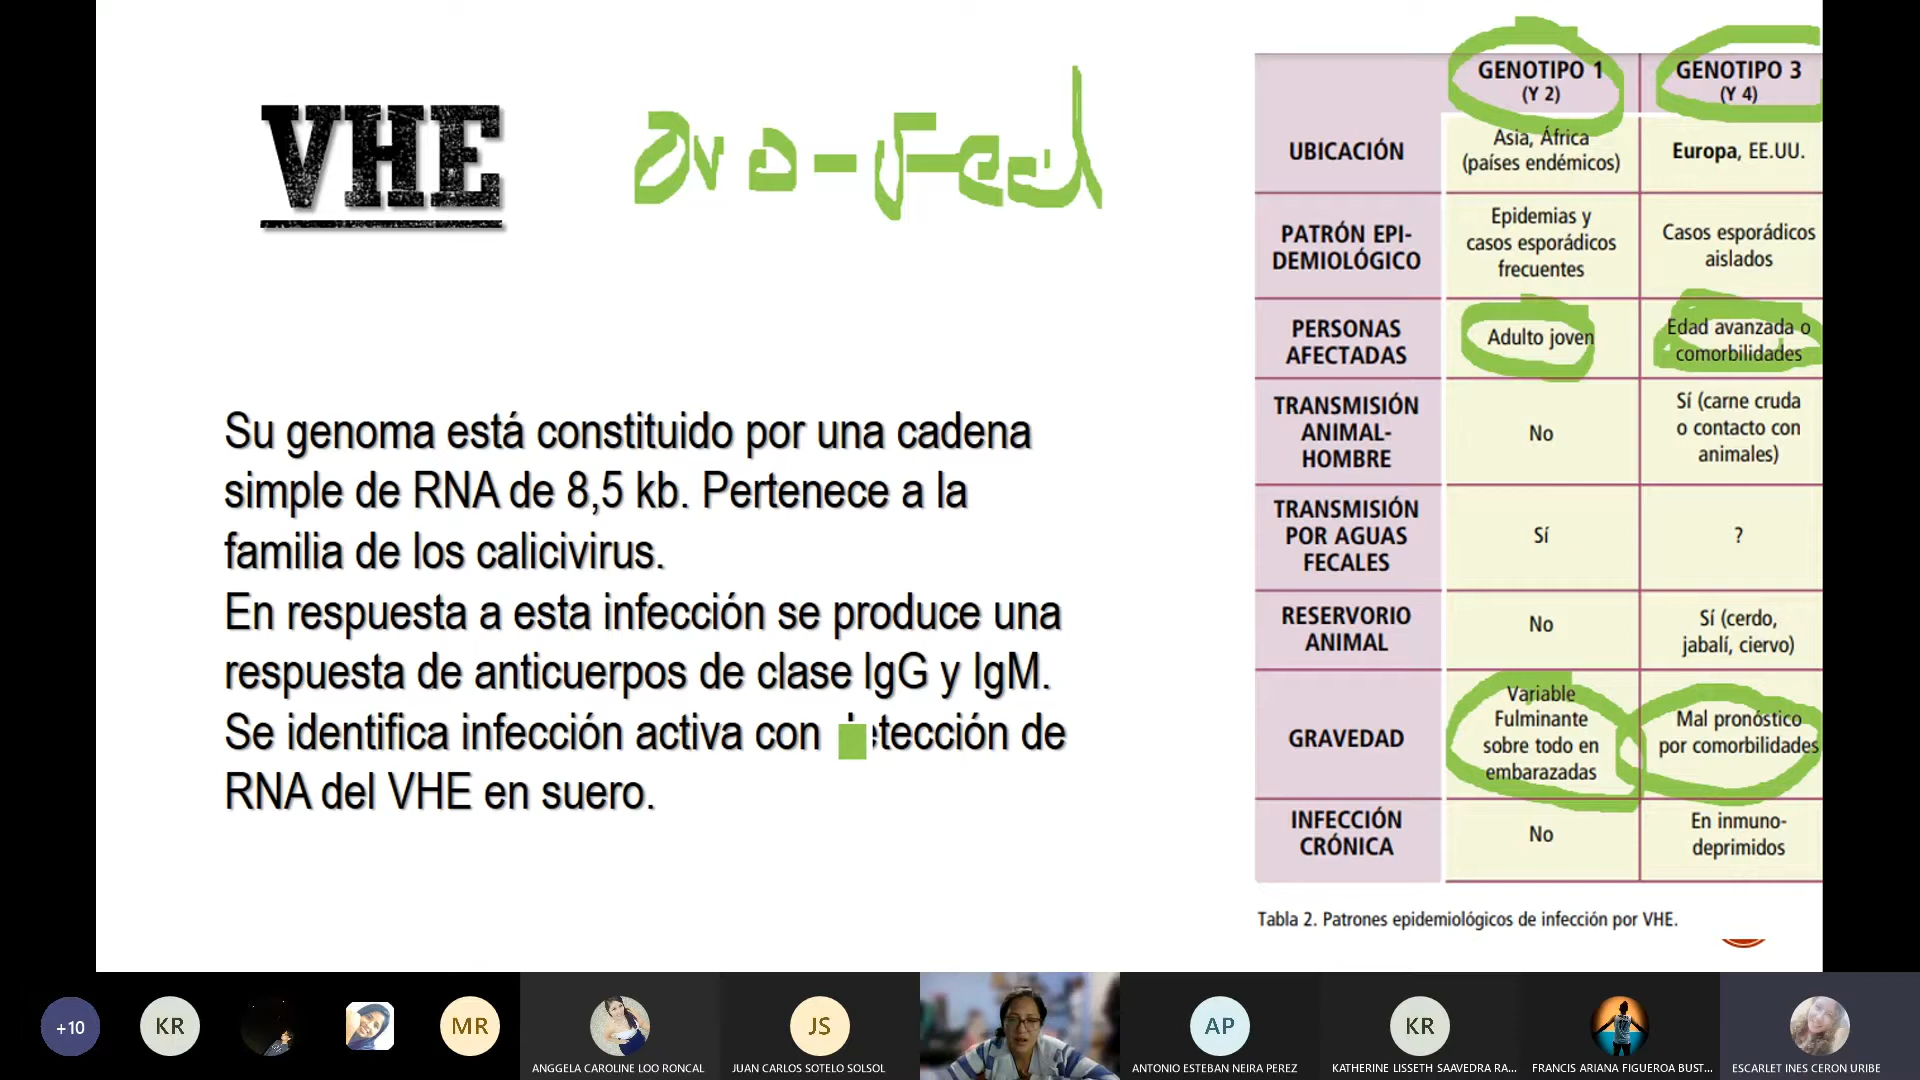 VHE
Su genoma está constituido por una cadena
simple de RNA de 8,5 kb. Pertenece a la
familia de los calicivirus.
En respuesta a esta infección se produce una
respuesta de anticuerpos de clase IgG y IgM.
Se identifica infección activa con
RNA del VHE en suero.
GENOTIPO 1
(Y 2)
GENOTIPO 3
(Y 4)
UBICACIÓN
Asia, África
(países endémicos)
Europa, EE.UU.
PATRÓN EPI-
DEMIOLÓGICO
Epidemias y
casos esporádicos
frecuentes
Casos esporádicos
aislados
PERSONAS
AFECTADAS
Adulto joven
Edad avanzada o
comorbilidades
TRANSMISIÓN
ANIMAL-
HOMBRE
No
Sí (carne cruda
o contacto con
animales)
TRANSMISIÓN
POR AGUAS
FECALES
Sí
?
RESERVORIO
ANIMAL
No
Sí (cerdo,
jabalí, ciervo)
GRAVEDAD
Variable
Fulminante
sobre todo en
embarazadas
Mal pronóstico
por comorbilidades
INFECCIÓN
CRÓNICA
No
En inmuno-
deprimidos
Tabla 2. Patrones epidemiológicos de infección por VHE.
+10
KR
MR
ANGGELA CAROLINE LOO RONCAL
JS
JUAN CARLOS SOTELO SOLSOL
AP
ANTONIO ESTEBAN NEIRA PEREZ
KR
KATHERINE LISSETH SAAVEDRA RA...
FRANCIS ARIANA FIGUEROA BUST...
ESCARLET INES CERON URIBE